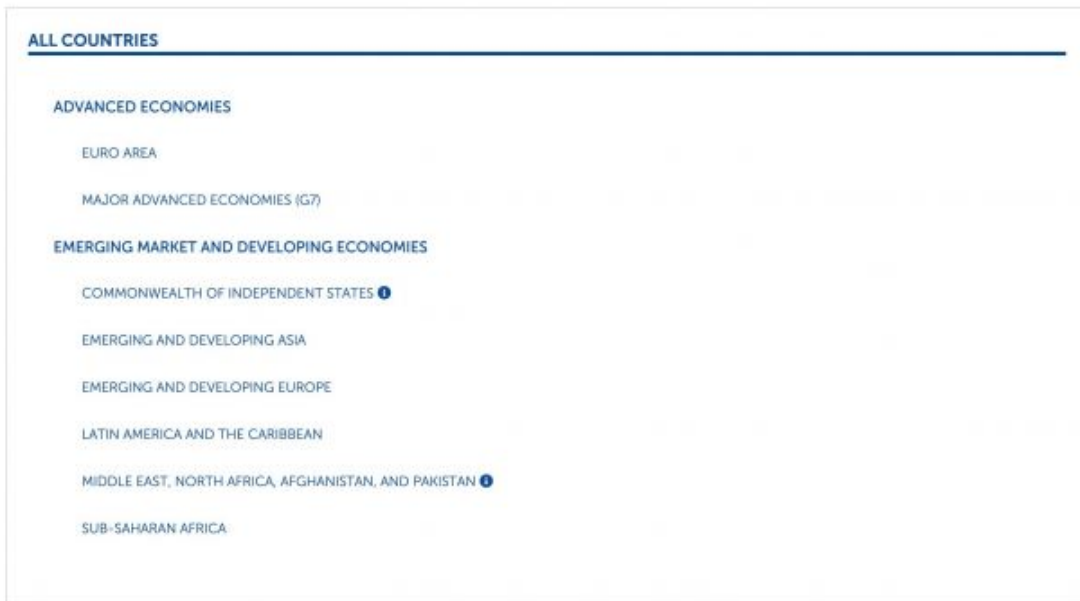 ALL COUNTRIES
ADVANCED ECONOMIES
EURO AREA
MAJOR ADVANCED ECONOMIES (G7)
EMERGING MARKET AND DEVELOPING ECONOMIES
COMMONWEALTH OF INDEPENDENT STATES
EMERGING AND DEVELOPING ASIA
EMERGING AND DEVELOPING EUROPE
LATIN AMERICA AND THE CARIBBEAN
MIDDLE EAST, NORTH AFRICA, AFGHANISTAN, AND PAKISTAN
SUB-SAHARAN AFRICA